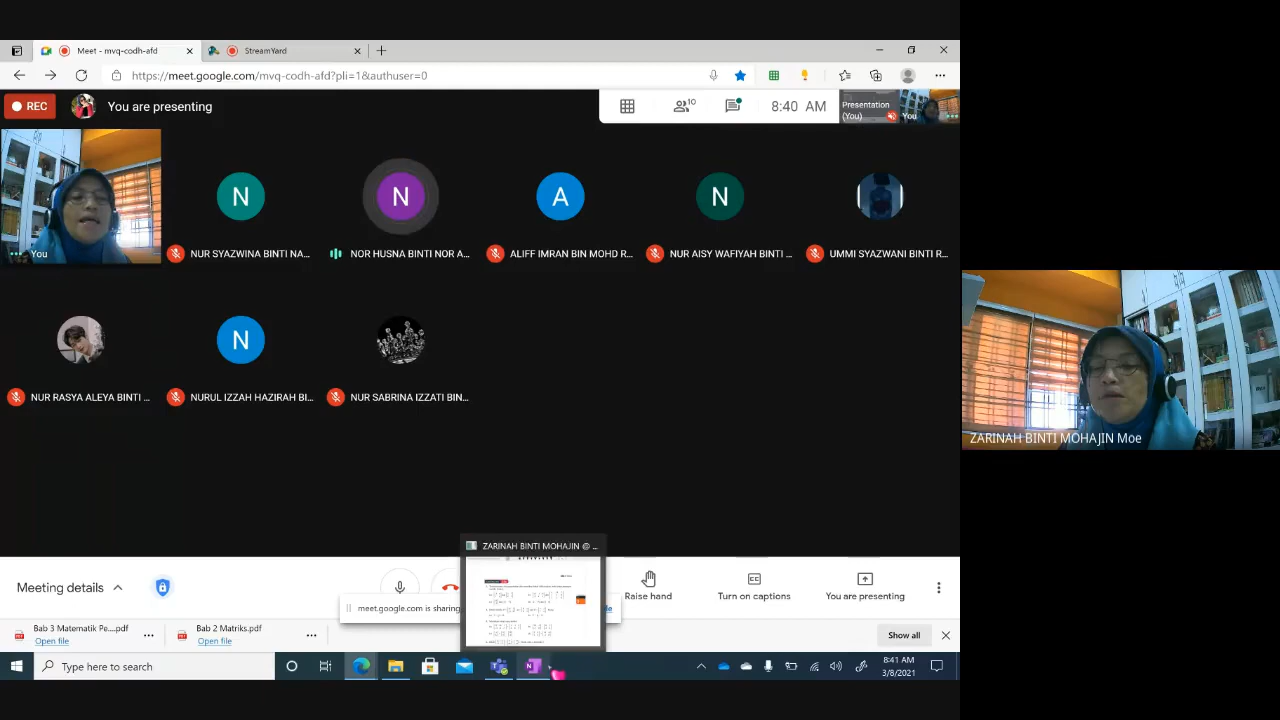 Meet - mvq-codh-afd
StreamYard
https://meet.google.com/mvq-codh-afd?pli=1&authuser=0
REC
You are presenting
10
8:40 AM
Presentation
(You)
You
You
NUR SYAZWINA BINTI NA...
NOR HUSNA BINTI NOR A...
ALIFF IMRAN BIN MOHD R...
NUR AISY WAFIYAH BINTI ...
UMMI SYAZWANI BINTI R...
N
N
A
N
NUR RASYA ALEYA BINTI ...
NURUL IZZAH HAZIRAH BI...
NUR SABRINA IZZATI BIN...
N
ZARINAH BINTI MOHAJIN Moe
ZARINAH BINTI MOHAJIN @ ...
Meeting details
Raise hand
Turn on captions
You are presenting
meet.google.com is sharing
Bab 3 Matematik Pe....pdf
Open file
Bab 2 Matriks.pdf
Open file
Show all
Type here to search
8:41 AM
3/8/2021